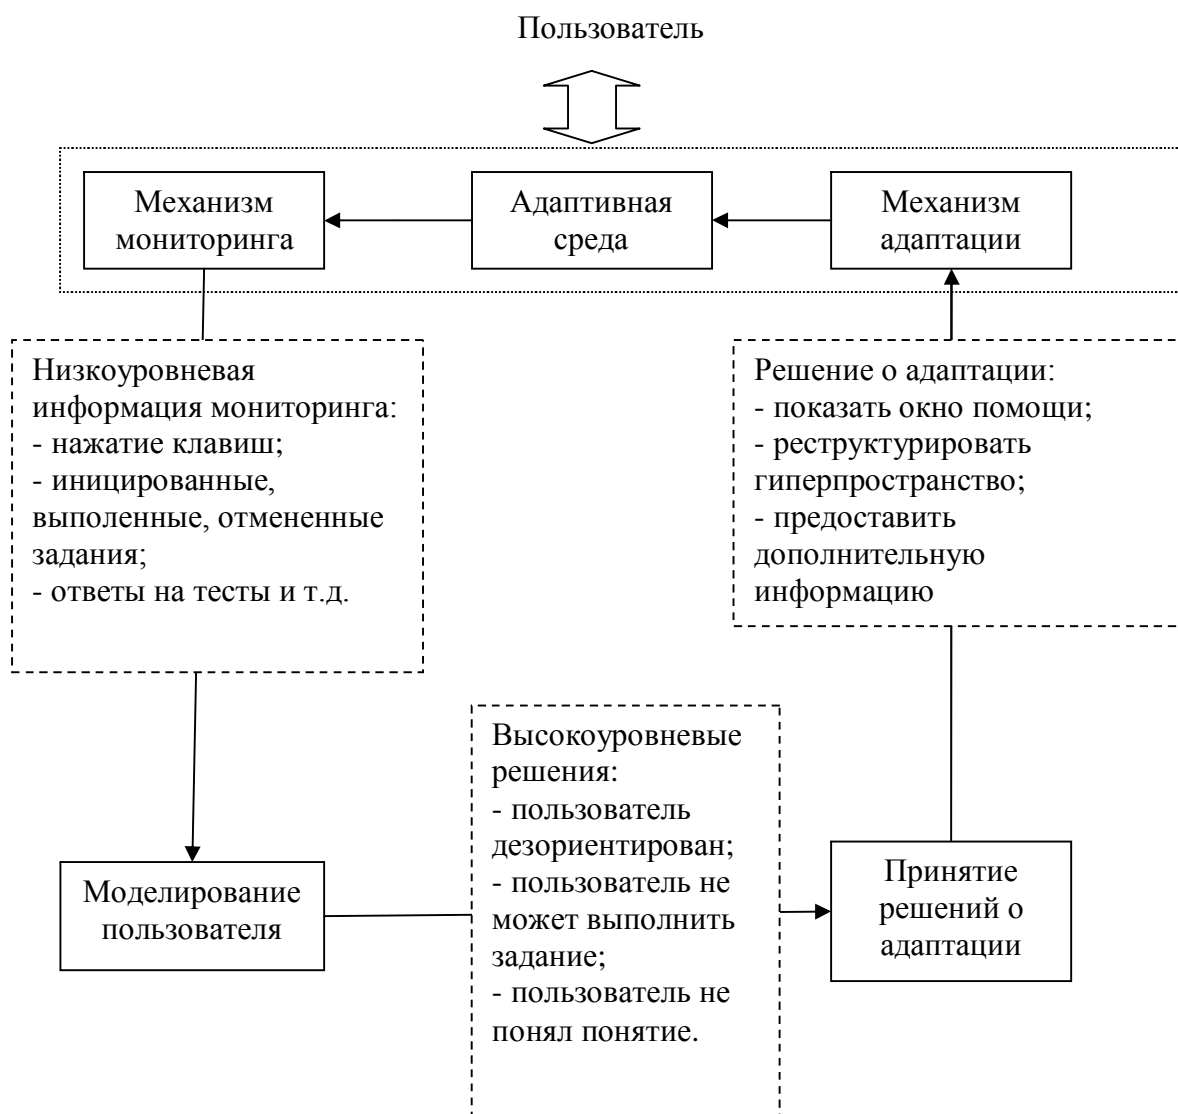 Пользователь
Механизм
мониторинга
Адаптивная
среда
Механизм
адаптации
Низкоуровневая
информация мониторинга:
- нажатие клавиш;
- иницированные,
выполенные, отмененные
задания;
- ответы на тесты и т.д.
Решение о адаптации:
- показать окно помощи;
- реструктурировать
гиперпространство;
- предоставить
дополнительную
информацию
Высокоуровневые
решения:
- пользователь
дезориентирован;
- пользователь не
может выполнить
задание;
- пользователь не
понял понятие.
Моделирование
пользователя
Принятие
решений о
адаптации